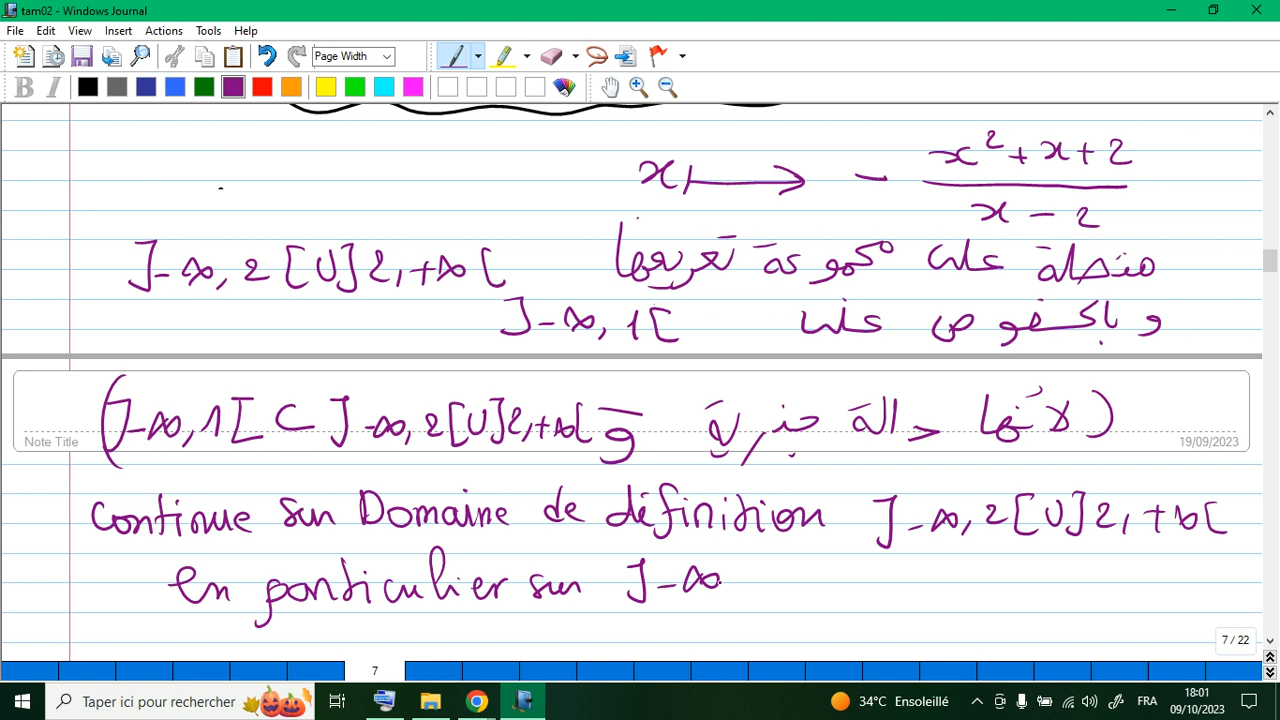 tam02 - Windows Journal
File Edit View Insert Actions Tools Help
Page Width
x ⟼ - (x²+x+2)/(x-2)
متصلة على مجموعة تعريفها ]-∞, 2[∪]2, +∞[
و بالخصوص على ]-∞, 1[
(لأنها دالة جذرية و ]-∞, 1[ ⊂ ]-∞, 2[∪]2, +∞[)
Note Title
19/09/2023
continue sur Domaine de définition ]-∞, 2[∪]2, +∞[
en particulier sur ]-∞
7 / 22
7
Taper ici pour rechercher
34°C Ensoleillé
FRA
18:01
09/10/2023